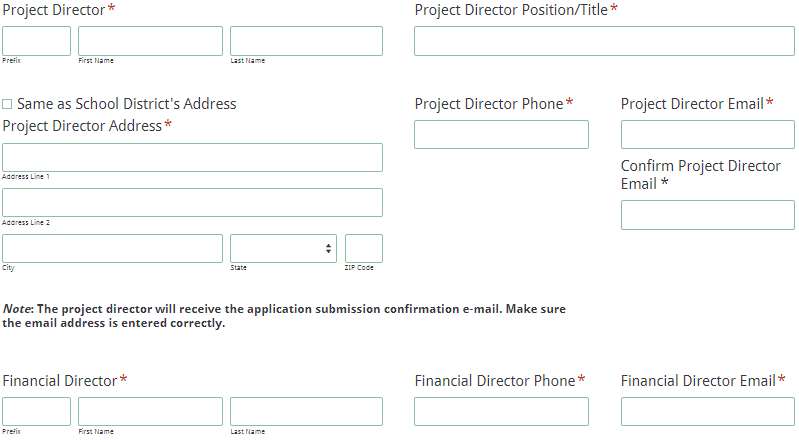 Project Director*
Project Director Position/Title*
Prefix
First Name
Last Name
Same as School District's Address
Project Director Address*
Project Director Phone*
Project Director Email*
Address Line 1
Confirm Project Director
Email *
Address Line 2
City
State
ZIP Code
Note: The project director will receive the application submission confirmation e-mail. Make sure
the email address is entered correctly.
Financial Director*
Financial Director Phone*
Financial Director Email*
Prefix
First Name
Last Name